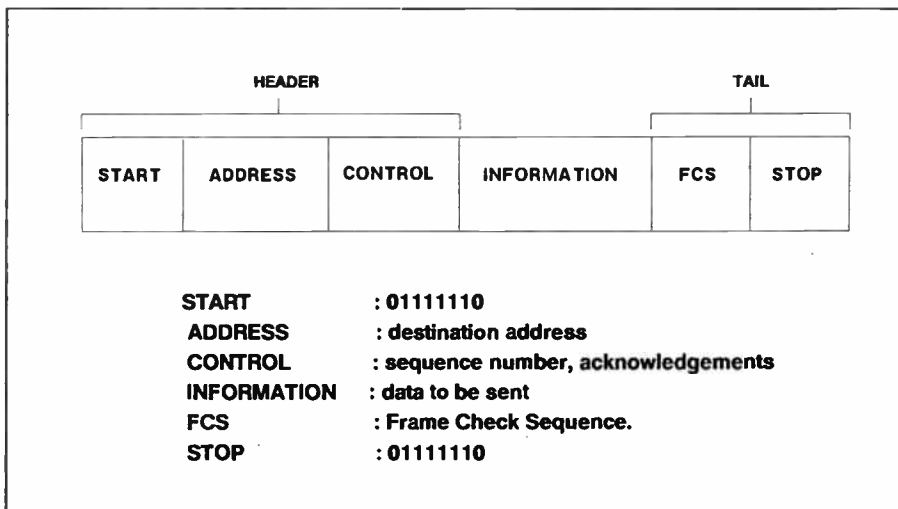 HEADER TAIL
START ADDRESS CONTROL INFORMATION FCS STOP
START : 01111110
ADDRESS : destination address
CONTROL : sequence number, acknowledgements
INFORMATION : data to be sent
FCS : Frame Check Sequence.
STOP : 01111110